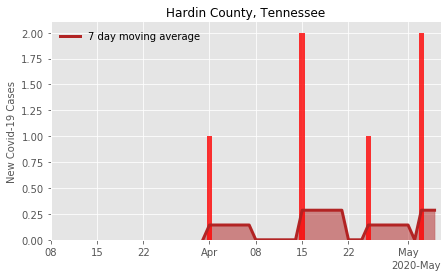 Hardin County, Tennessee
7 day moving average
New Covid-19 Cases
2.00
1.75
1.50
1.25
1.00
0.75
0.50
0.25
0.00
08
15
22
Apr
08
15
22
May
2020-May